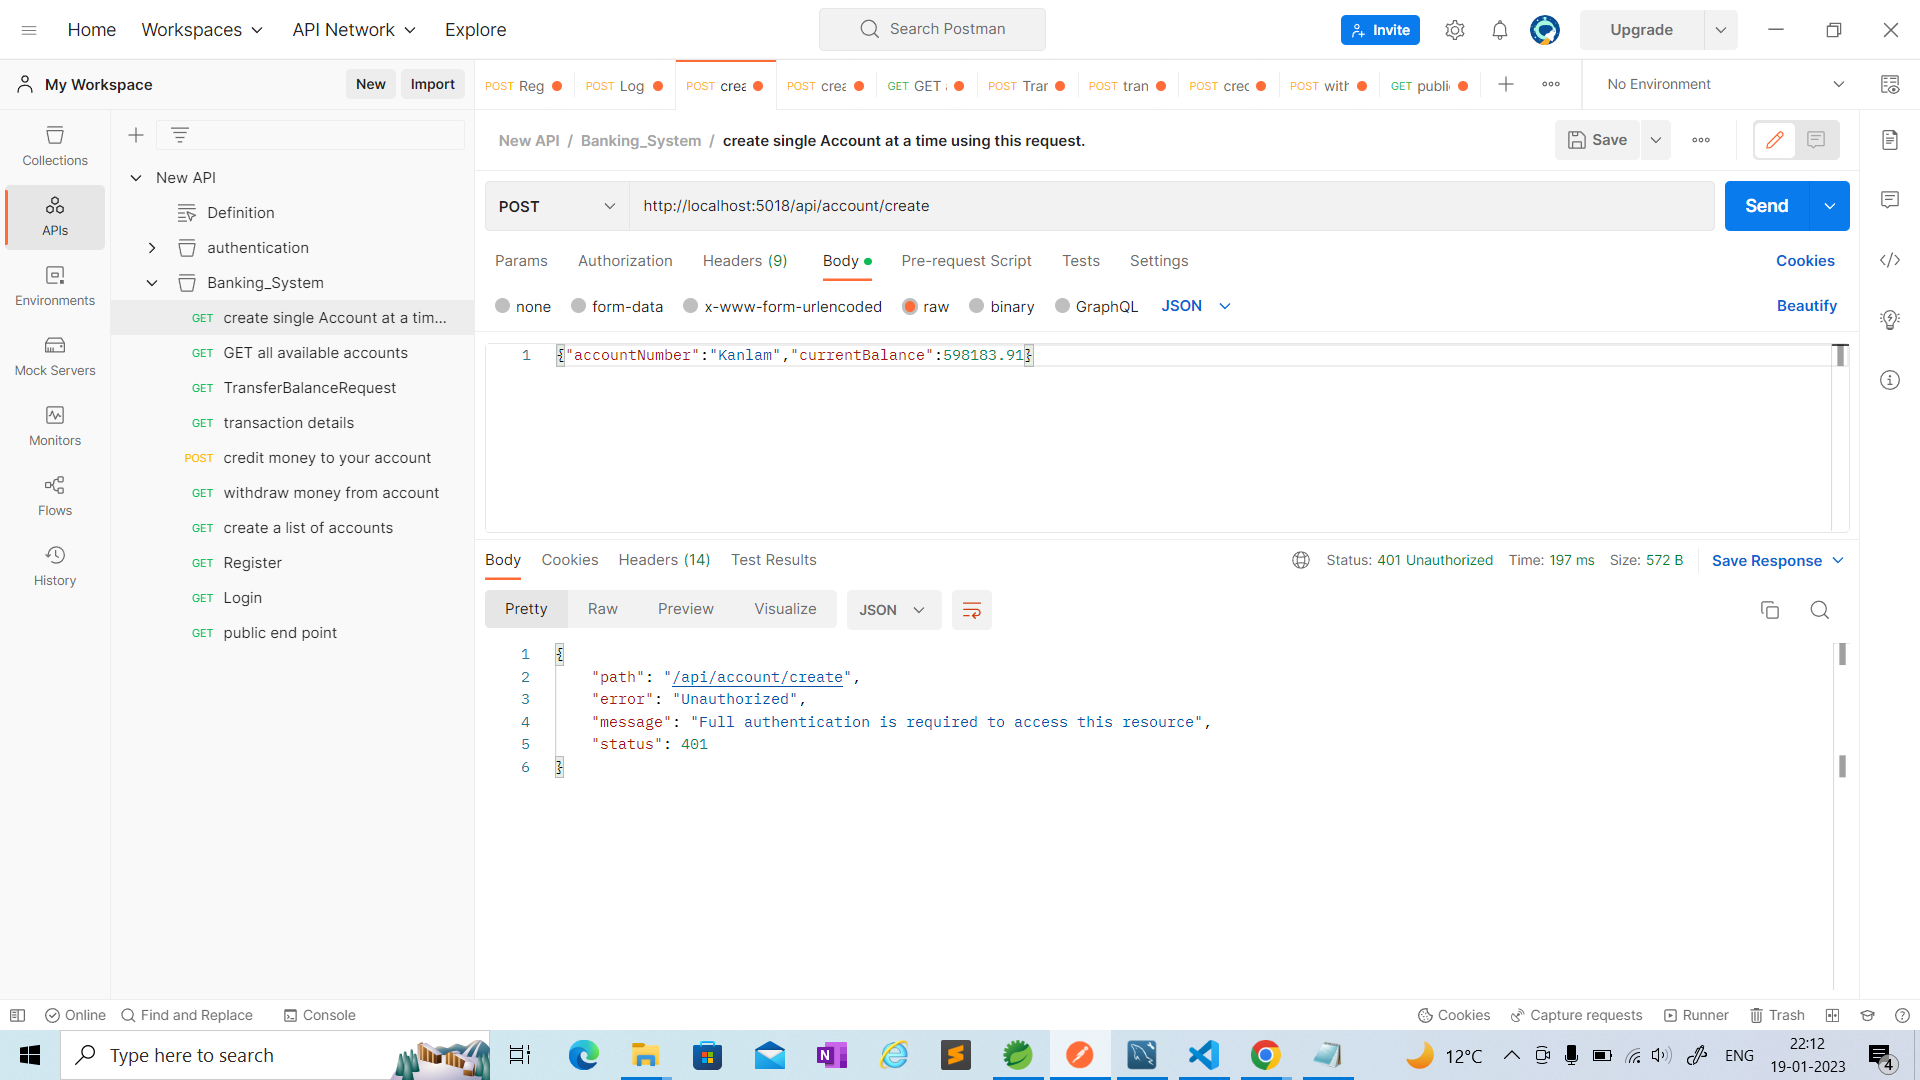 Home
Workspaces
API Network
Explore
Search Postman
Invite
Upgrade
My Workspace
New
Import
POST Reg
POST Log
POST crea
POST crea
GET GET
POST Trar
POST tran
POST crec
POST with
GET publi
No Environment
Collections
APIs
Environments
Mock Servers
Monitors
Flows
History
New API
Definition
authentication
Banking_System
GET create single Account at a tim...
GET GET all available accounts
GET TransferBalanceRequest
GET transaction details
POST credit money to your account
GET withdraw money from account
GET create a list of accounts
GET Register
GET Login
GET public end point
New API / Banking_System / create single Account at a time using this request.
Save
POST
http://localhost:5018/api/account/create
Send
Params
Authorization
Headers (9)
Body
Pre-request Script
Tests
Settings
Cookies
none
form-data
x-www-form-urlencoded
raw
binary
GraphQL
JSON
Beautify
1 {"accountNumber":"Kanlam","currentBalance":598183.91}
Body
Cookies
Headers (14)
Test Results
Status: 401 Unauthorized
Time: 197 ms
Size: 572 B
Save Response
Pretty
Raw
Preview
Visualize
JSON
1 {
2 "path": "/api/account/create",
3 "error": "Unauthorized",
4 "message": "Full authentication is required to access this resource",
5 "status": 401
6 }
Online
Find and Replace
Console
Cookies
Capture requests
Runner
Trash
Type here to search
12°C
ENG
22:12
19-01-2023
4